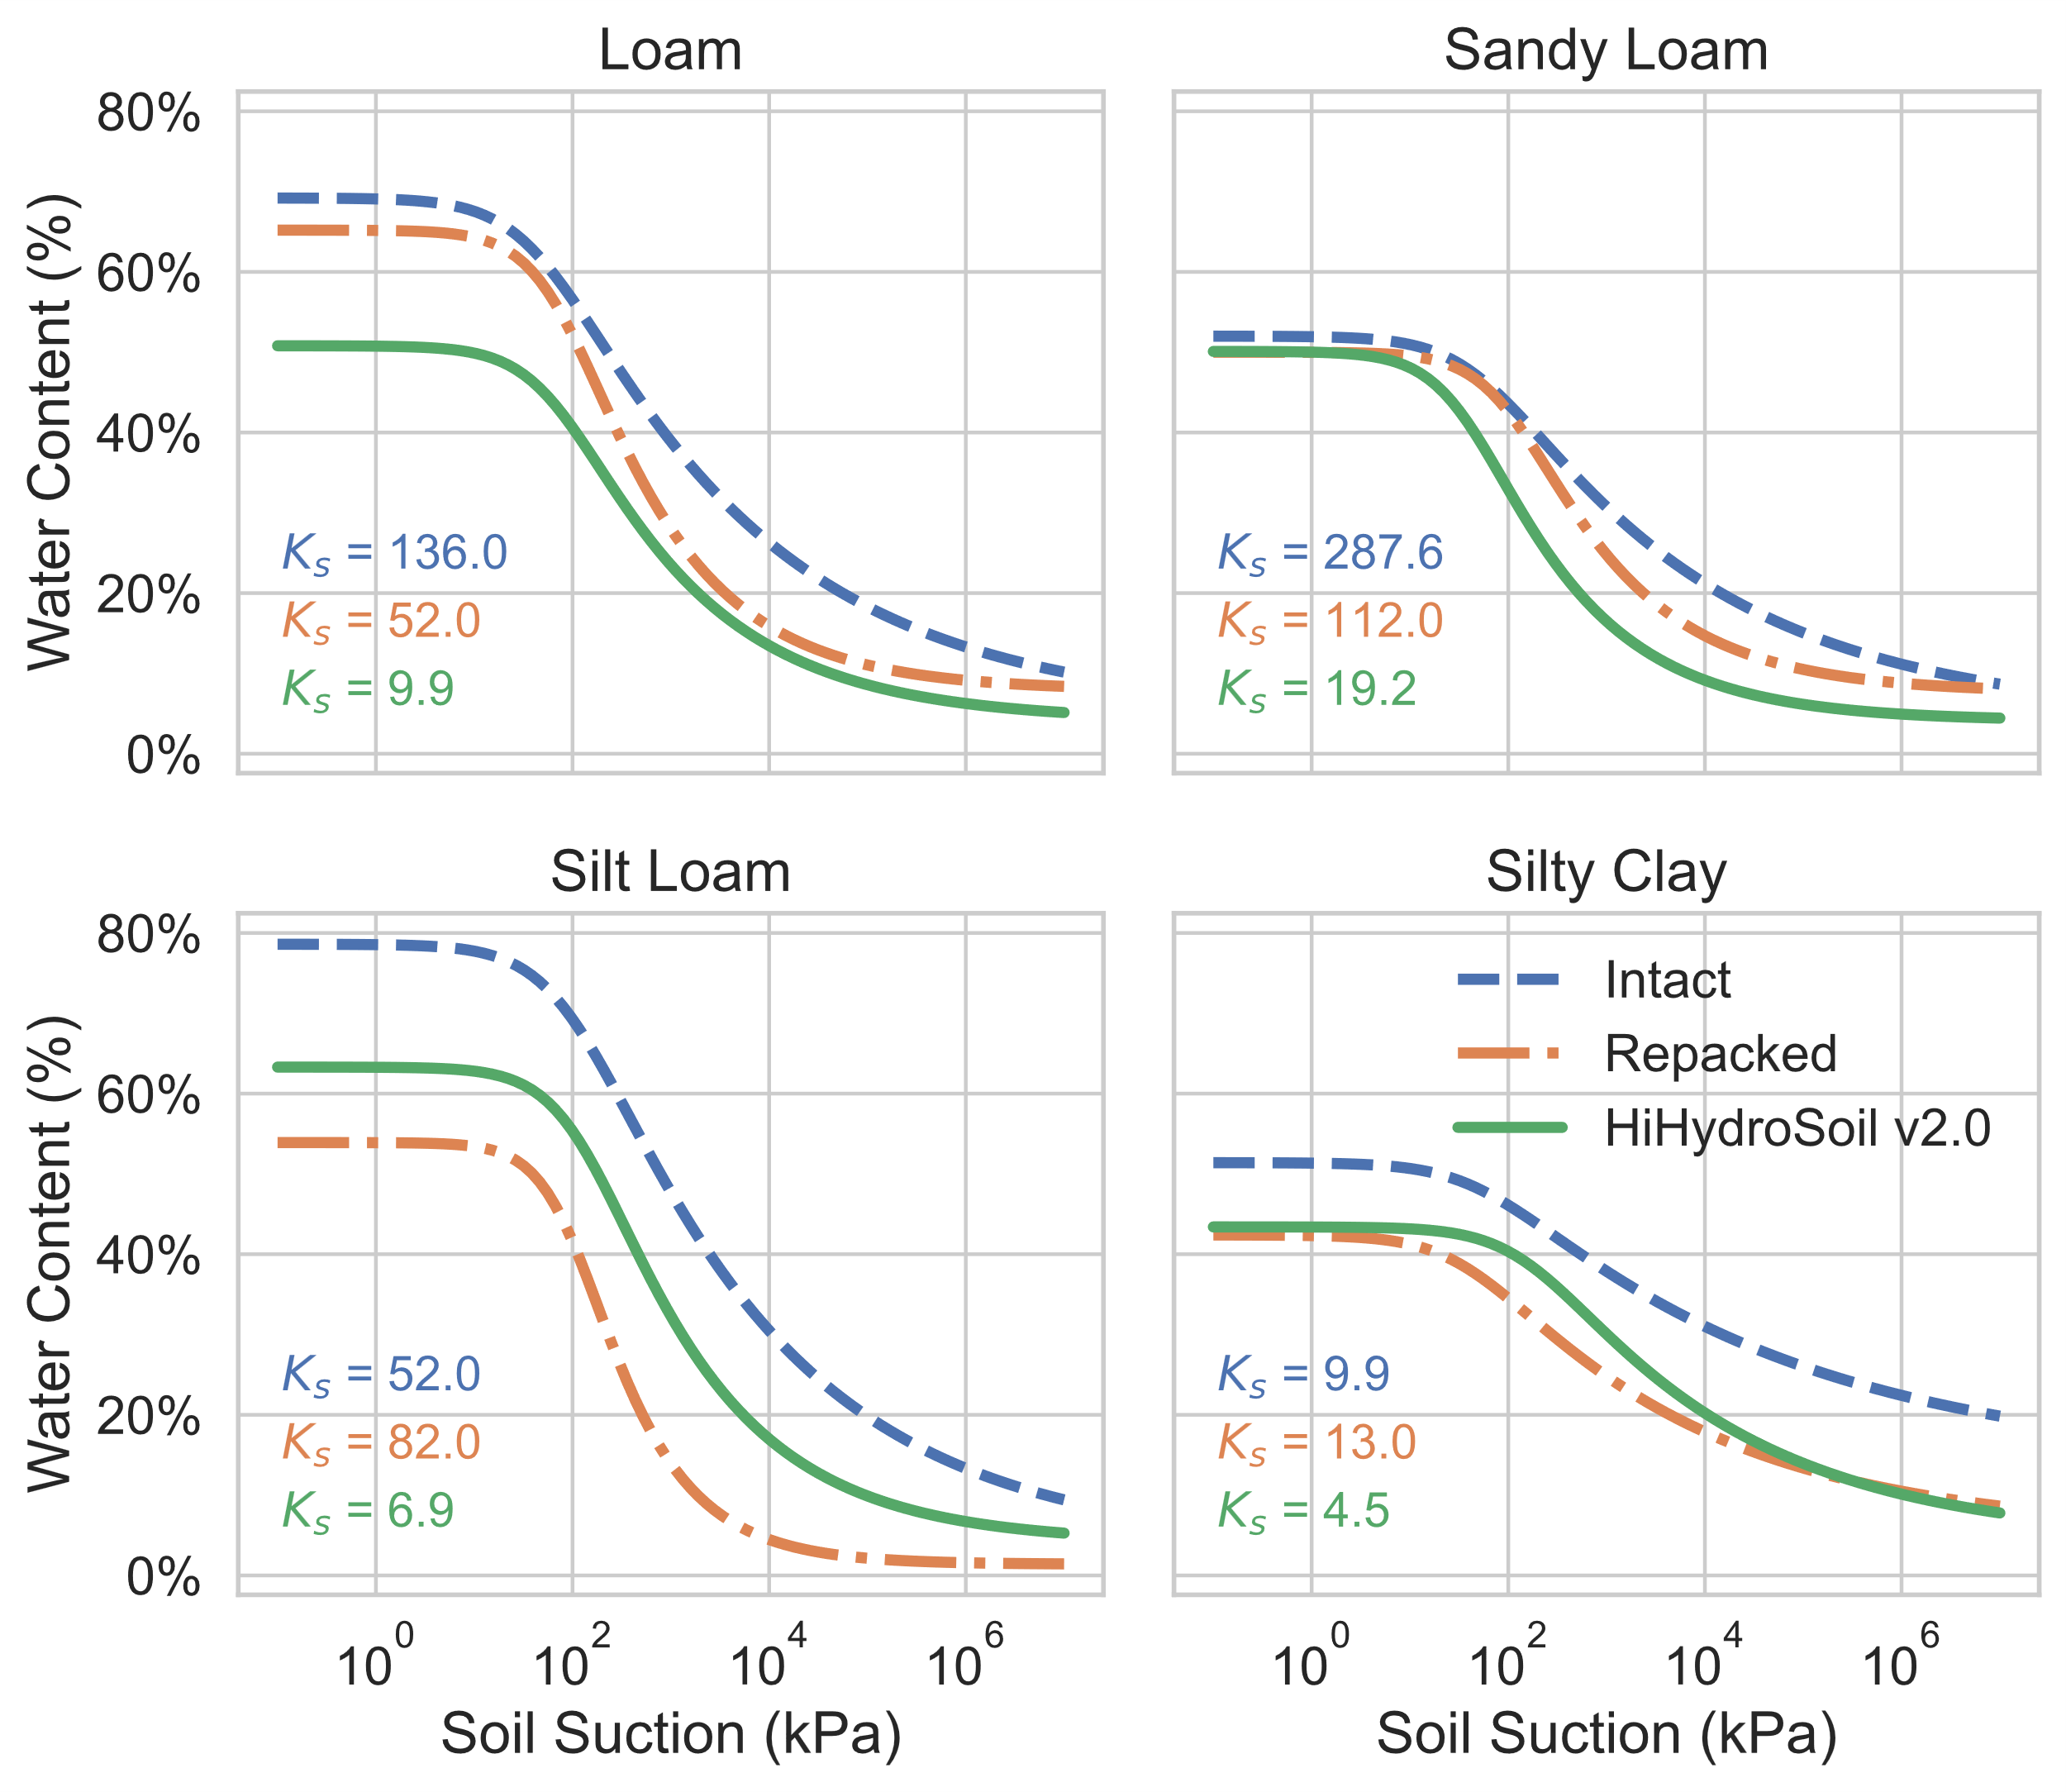 Loam
80%
60%
40%
20%
0%
Water Content (%)
Ks = 136.0
Ks = 52.0
Ks = 9.9
Sandy Loam
Ks = 287.6
Ks = 112.0
Ks = 19.2
Silt Loam
80%
60%
40%
20%
0%
Water Content (%)
Ks = 52.0
Ks = 82.0
Ks = 6.9
10^0 10^2 10^4 10^6
Soil Suction (kPa)
Silty Clay
Intact
Repacked
HiHydroSoil v2.0
Ks = 9.9
Ks = 13.0
Ks = 4.5
10^0 10^2 10^4 10^6
Soil Suction (kPa)